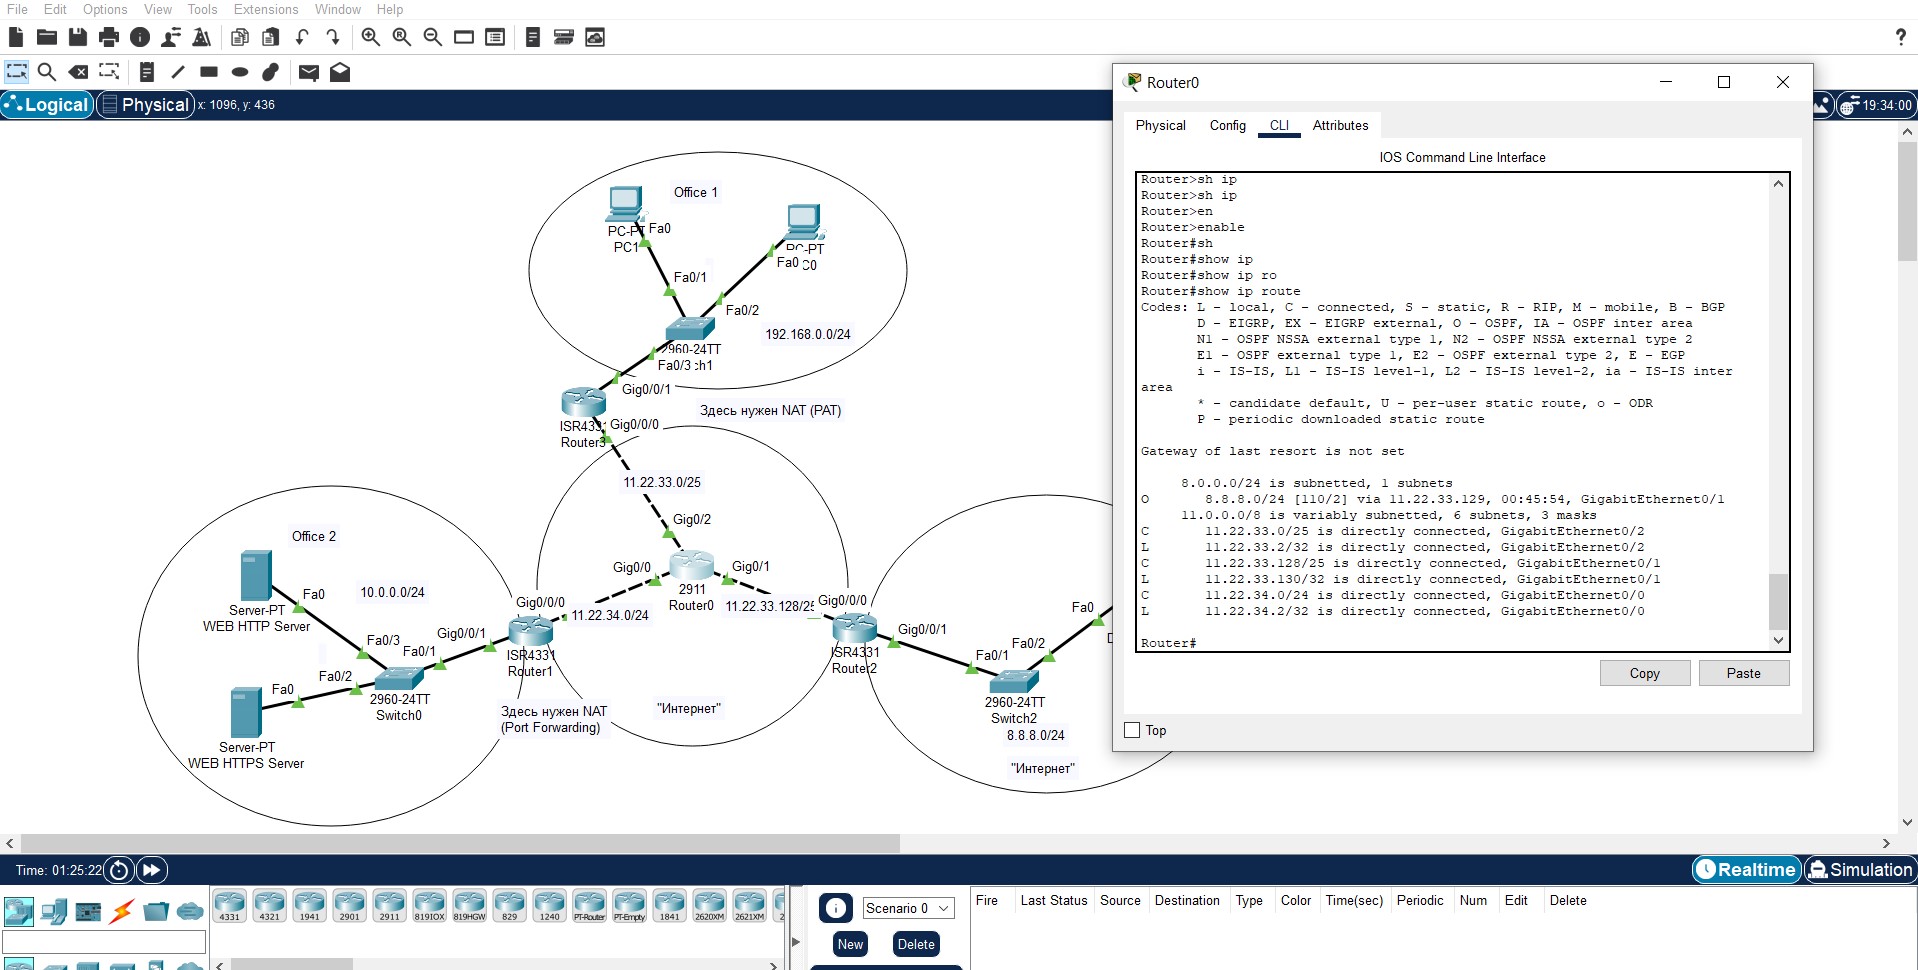 File Edit Options View Tools Extensions Window Help
?
Logical Physical x: 1096, y: 436
19:34:00
Office 1
PC-PT
PC1
Fa0
PC-PT
C0
Fa0
Fa0/1
Fa0/2
192.168.0.0/24
2960-24TT
Fa0/3 ch1
Gig0/0/1
Здесь нужен NAT (PAT)
ISR4331
Router3
Gig0/0/0
11.22.33.0/25
Gig0/2
Office 2
Gig0/0
Gig0/1
2911
Router0
Fa0
10.0.0.0/24
Server-PT
WEB HTTP Server
Gig0/0/0
11.22.34.0/24
11.22.33.128/25
Gig0/0/0
Fa0
Fa0/3
Gig0/0/1
Fa0/1
Gig0/0/1
Fa0/2
Fa0/1
ISR4331
Router1
ISR4331
Router2
Fa0/2
Fa0
2960-24TT
Switch0
2960-24TT
Switch2
8.8.8.0/24
Здесь нужен NAT
(Port Forwarding)
"Интернет"
Server-PT
WEB HTTPS Server
"Интернет"
Router0
Physical Config CLI Attributes
IOS Command Line Interface
Router>sh ip
Router>sh ip
Router>en
Router>enable
Router#sh
Router#show ip
Router#show ip ro
Router#show ip route
Codes: L - local, C - connected, S - static, R - RIP, M - mobile, B - BGP
D - EIGRP, EX - EIGRP external, O - OSPF, IA - OSPF inter area
N1 - OSPF NSSA external type 1, N2 - OSPF NSSA external type 2
E1 - OSPF external type 1, E2 - OSPF external type 2, E - EGP
i - IS-IS, L1 - IS-IS level-1, L2 - IS-IS level-2, ia - IS-IS inter
area
* - candidate default, U - per-user static route, o - ODR
P - periodic downloaded static route
Gateway of last resort is not set
8.0.0.0/24 is subnetted, 1 subnets
O 8.8.8.0/24 [110/2] via 11.22.33.129, 00:45:54, GigabitEthernet0/1
11.0.0.0/8 is variably subnetted, 6 subnets, 3 masks
C 11.22.33.0/25 is directly connected, GigabitEthernet0/2
L 11.22.33.2/32 is directly connected, GigabitEthernet0/2
C 11.22.33.128/25 is directly connected, GigabitEthernet0/1
L 11.22.33.130/32 is directly connected, GigabitEthernet0/1
C 11.22.34.0/24 is directly connected, GigabitEthernet0/0
L 11.22.34.2/32 is directly connected, GigabitEthernet0/0
Router#
Copy Paste
Top
Time: 01:25:22
Realtime Simulation
4331 4321 1941 2901 2911 819IOX 819HGW 829 1240 PT-Router PT-Empty 1841 2620XM 2621XM 2
Scenario 0
New Delete
Fire Last Status Source Destination Type Color Time(sec) Periodic Num Edit Delete